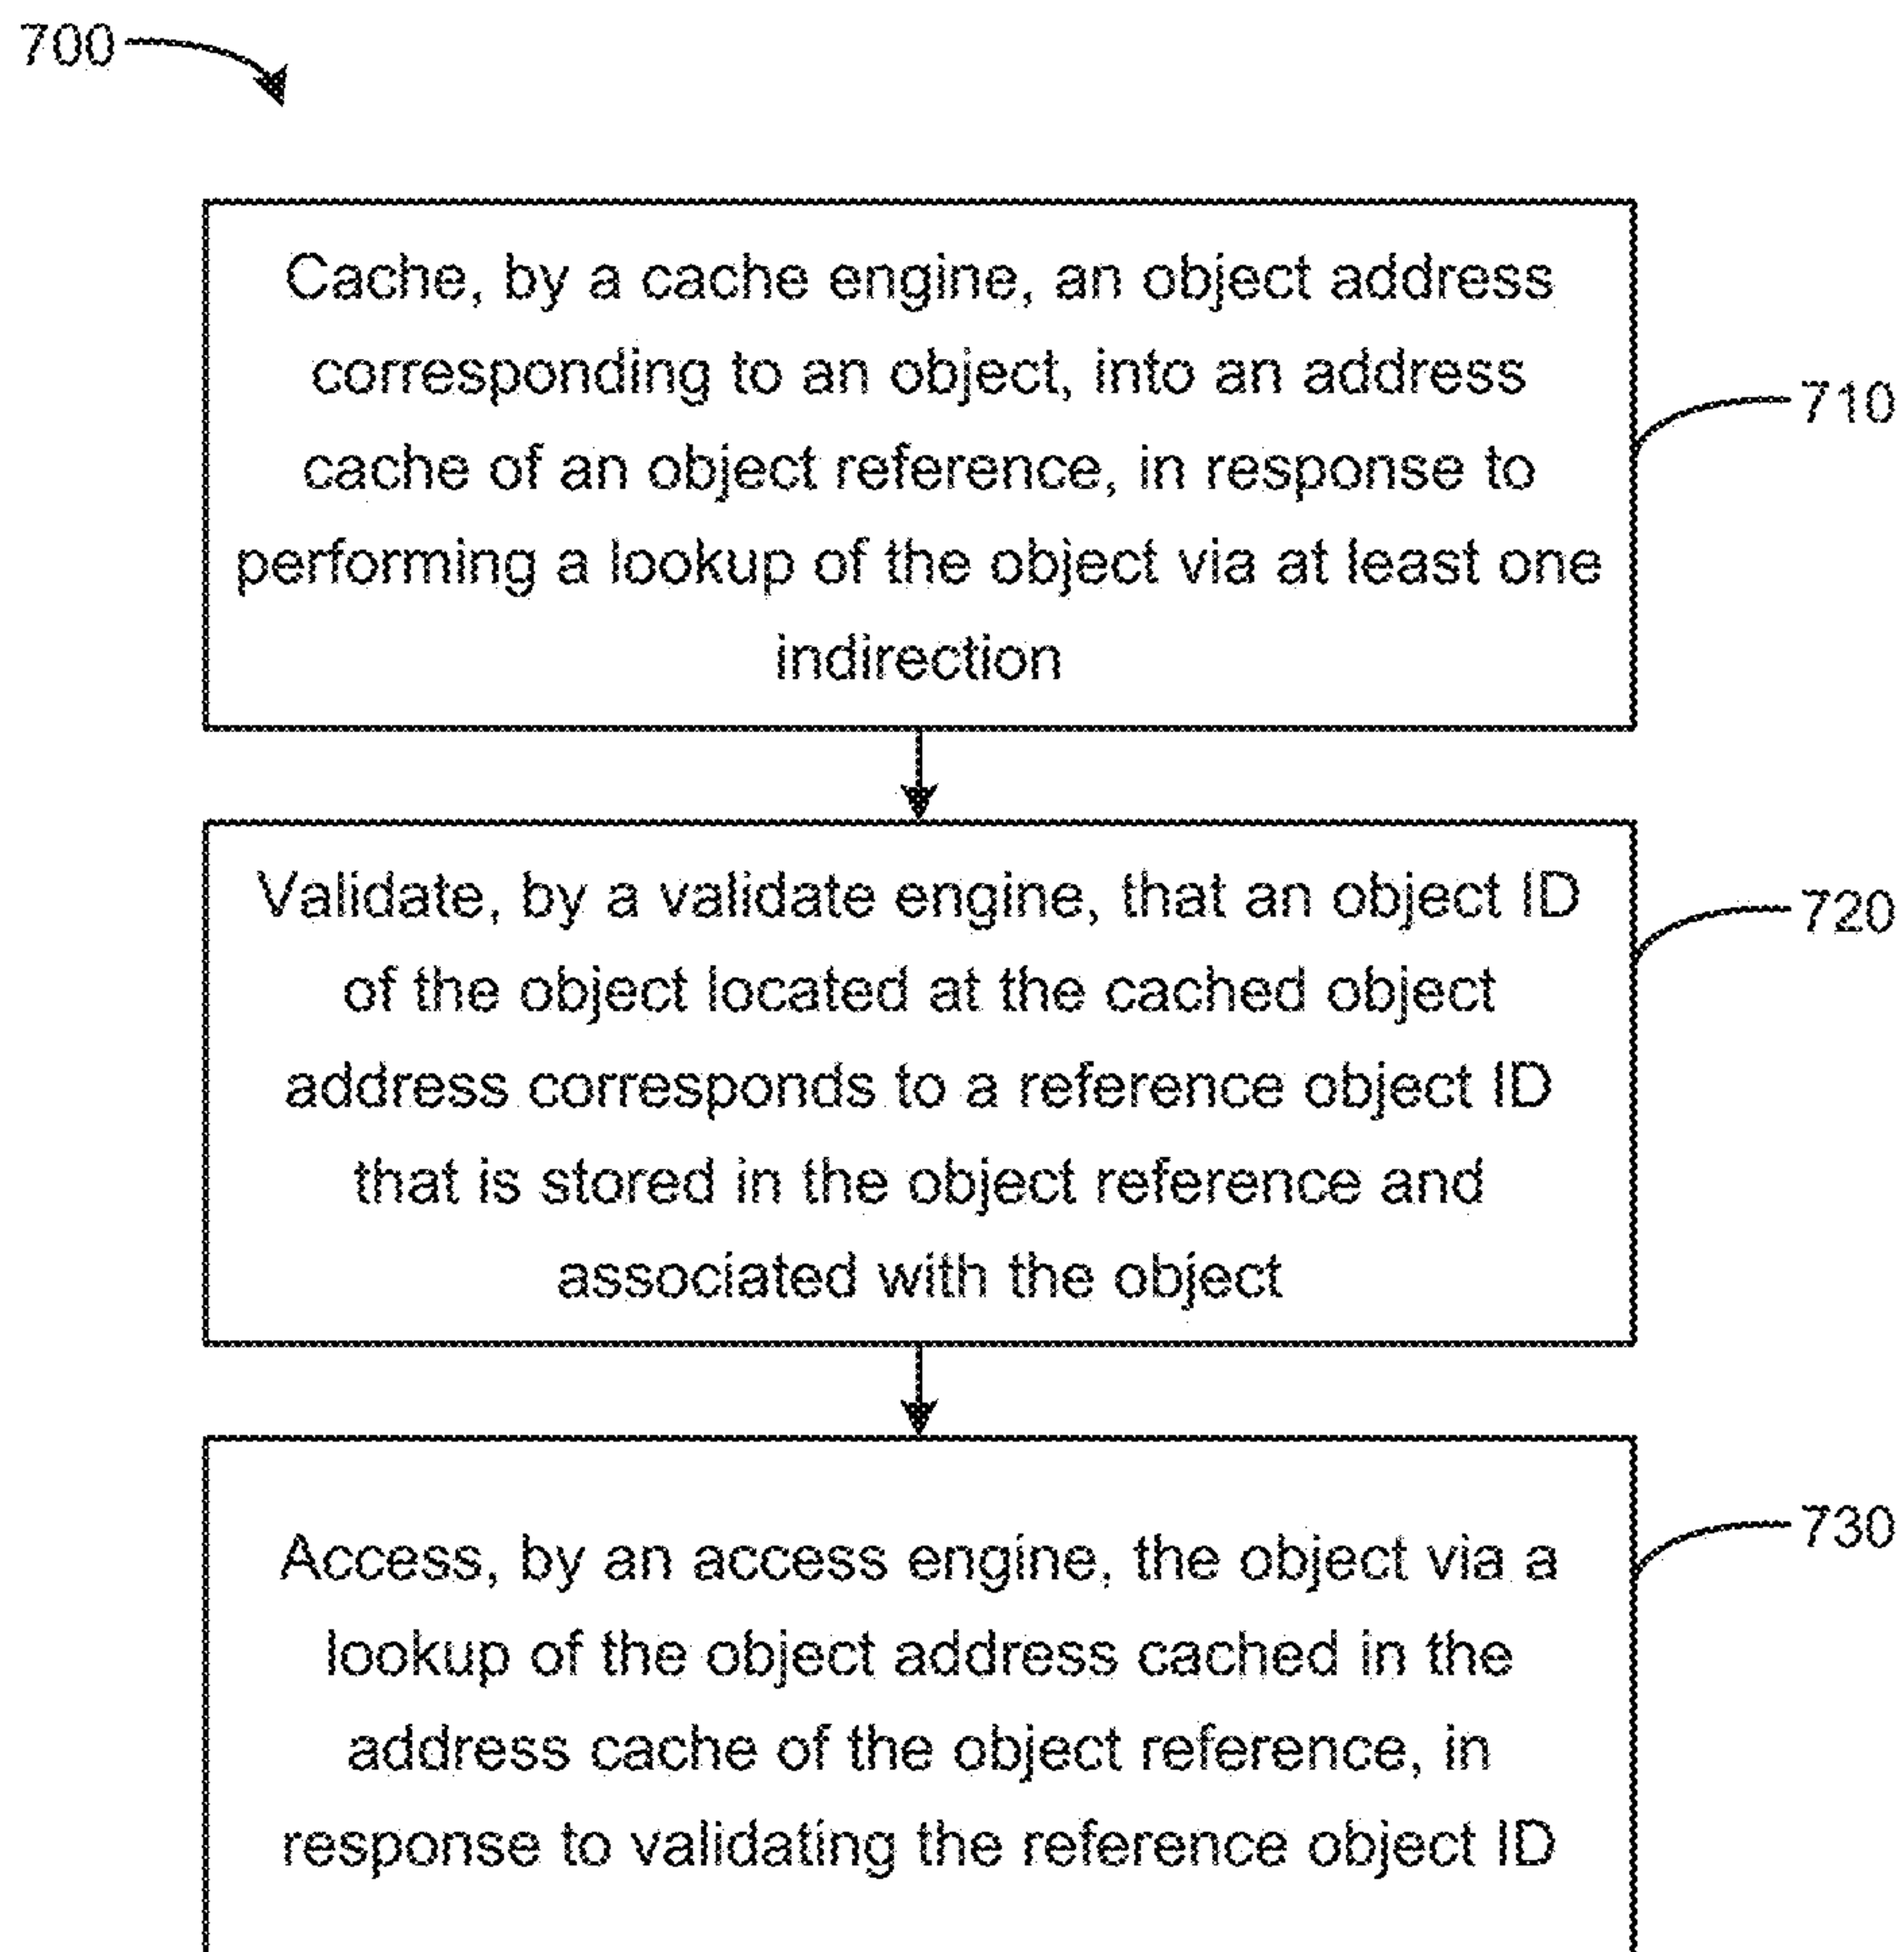 700
Cache, by a cache engine, an object address
corresponding to an object, into an address
cache of an object reference, in response to
performing a lookup of the object via at least one
indirection
710
Validate, by a validate engine, that an object ID
of the object located at the cached object
address corresponds to a reference object ID
that is stored in the object reference and
associated with the object
720
Access, by an access engine, the object via a
lookup of the object address cached in the
address cache of the object reference, in
response to validating the reference object ID
730